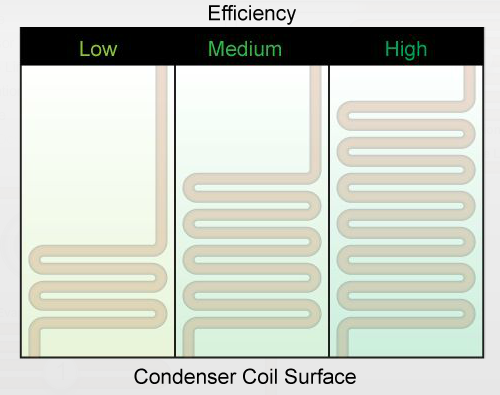 Efficiency
Low Medium High
Condenser Coil Surface